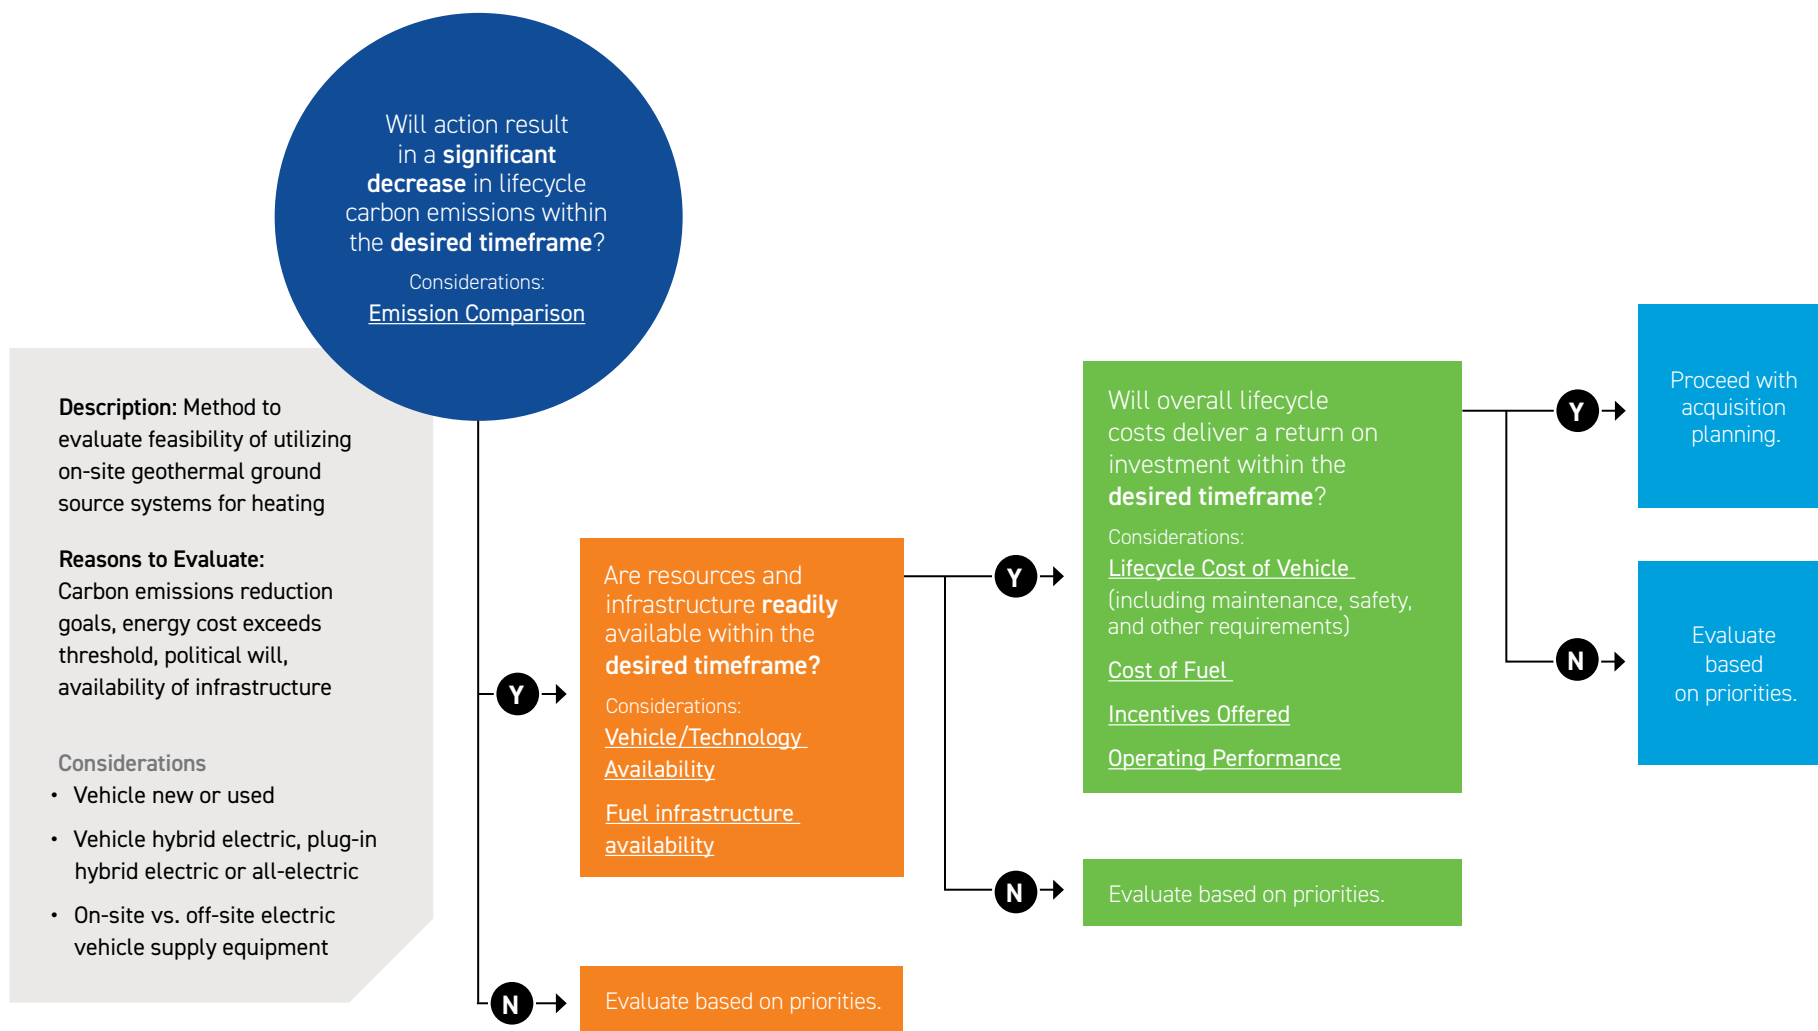 Will action result
in a significant
decrease in lifecycle
carbon emissions within
the desired timeframe?
Considerations:
Emission Comparison
Description: Method to
evaluate feasibility of utilizing
on-site geothermal ground
source systems for heating
Reasons to Evaluate:
Carbon emissions reduction
goals, energy cost exceeds
threshold, political will,
availability of infrastructure
Considerations
• Vehicle new or used
• Vehicle hybrid electric, plug-in
hybrid electric or all-electric
• On-site vs. off-site electric
vehicle supply equipment
Y
Are resources and
infrastructure readily
available within the
desired timeframe?
Considerations:
Vehicle/Technology
Availability
Fuel infrastructure
availability
N
Evaluate based on priorities.
Y
Will overall lifecycle
costs deliver a return on
investment within the
desired timeframe?
Considerations:
Lifecycle Cost of Vehicle
(including maintenance, safety,
and other requirements)
Cost of Fuel
Incentives Offered
Operating Performance
N
Evaluate based on priorities.
Y
Proceed with
acquisition
planning.
N
Evaluate
based
on priorities.